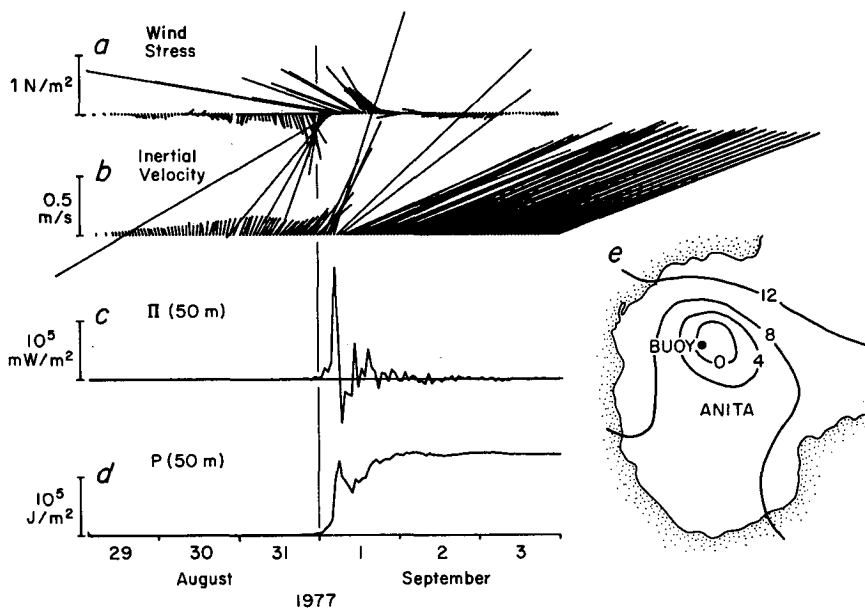 a
Wind
Stress
1 N/m²
b
Inertial
Velocity
0.5
m/s
c
Π (50 m)
10⁵
mW/m²
d
P (50 m)
10⁵
J/m²
29 30 31 1 2 3
August September
1977
e
12
8
BUOY
0 4
ANITA